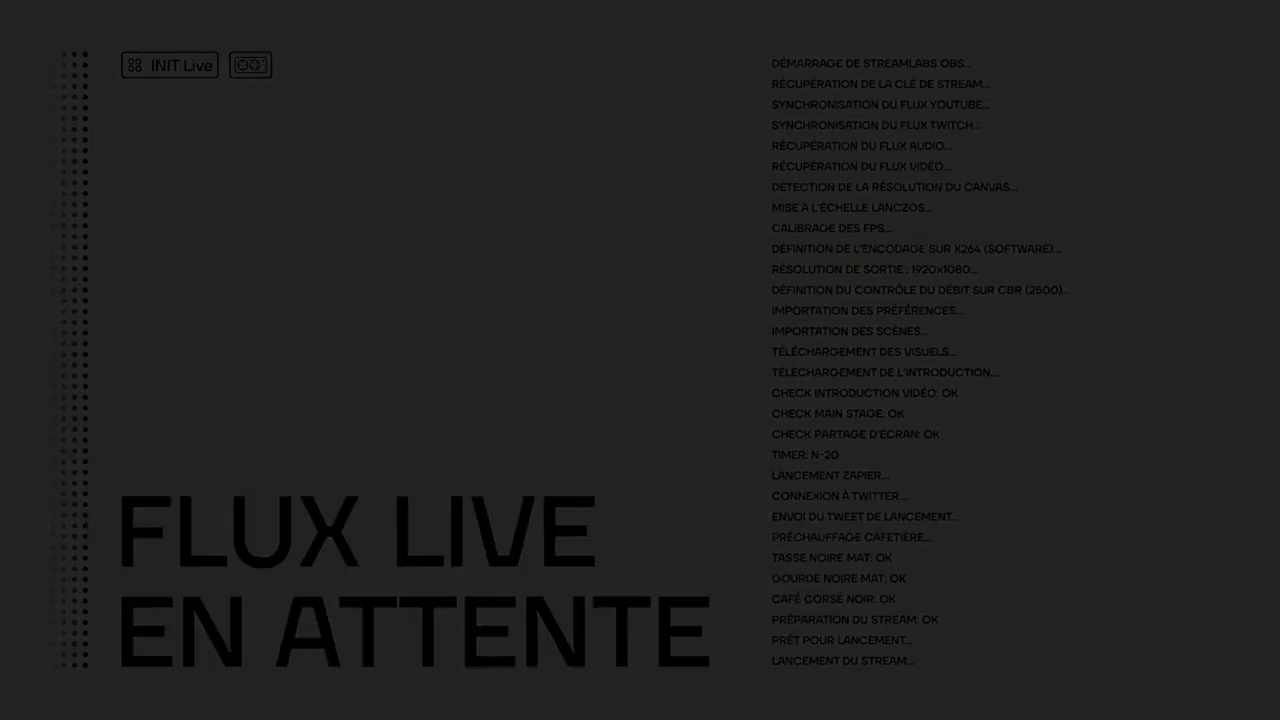 INIT Live
FLUX LIVE
EN ATTENTE
DÉMARRAGE DE STREAMLABS OBS...
RÉCUPÉRATION DE LA CLÉ DE STREAM...
SYNCHRONISATION DU FLUX YOUTUBE...
SYNCHRONISATION DU FLUX TWITCH...
RÉCUPÉRATION DU FLUX AUDIO...
RÉCUPÉRATION DU FLUX VIDÉO...
DÉTECTION DE LA RÉSOLUTION DU CANVAS...
MISE À L'ÉCHELLE LANCZOS...
CALIBRAGE DES FPS...
DÉFINITION DE L'ENCODAGE SUR X264 (SOFTWARE)...
RÉSOLUTION DE SORTIE : 1920x1080...
DÉFINITION DU CONTRÔLE DU DÉBIT SUR CBR (2500)...
IMPORTATION DES PRÉFÉRENCES...
IMPORTATION DES SCÈNES...
TÉLÉCHARGEMENT DES VISUELS...
TÉLÉCHARGEMENT DE L'INTRODUCTION...
CHECK INTRODUCTION VIDÉO: OK
CHECK MAIN STAGE: OK
CHECK PARTAGE D'ÉCRAN: OK
TIMER: N-20
LANCEMENT ZAPIER...
CONNEXION À TWITTER...
ENVOI DU TWEET DE LANCEMENT...
PRÉCHAUFFAGE CAFETIÈRE...
TASSE NOIRE MAT: OK
GOURDE NOIRE MAT: OK
CAFÉ CORSÉ NOIR: OK
PRÉPARATION DU STREAM: OK
PRÊT POUR LANCEMENT...
LANCEMENT DU STREAM...